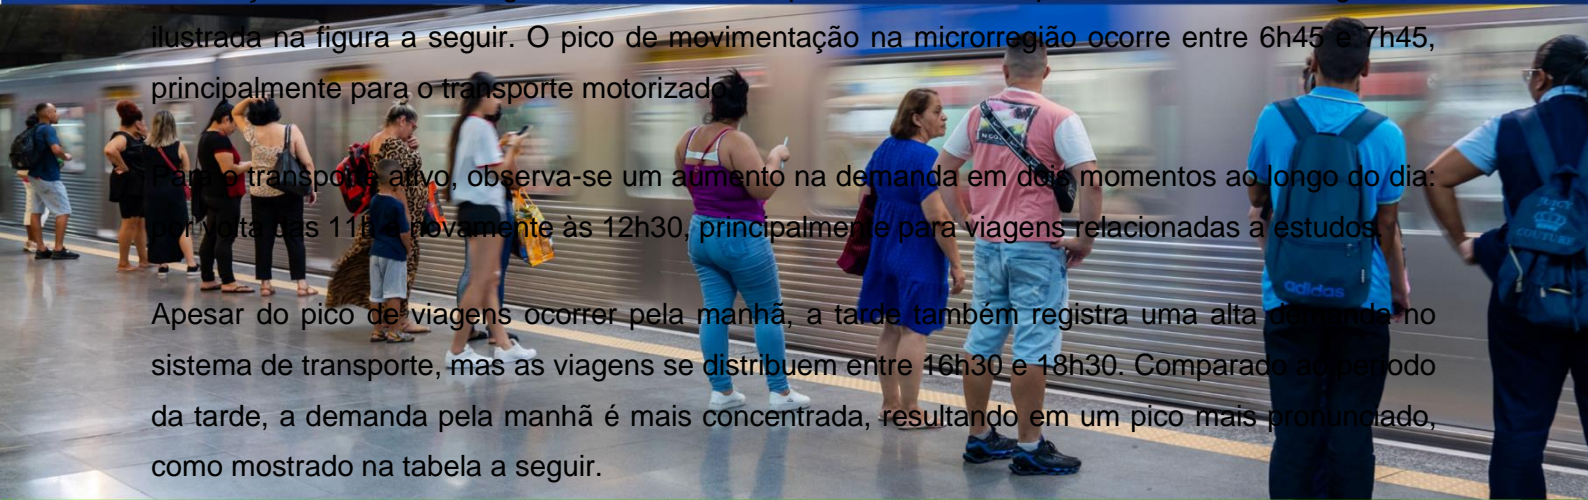 ilustrada na figura a seguir. O pico de movimentação na microrregião ocorre entre 6h45 e 7h45,
principalmente para o transporte motorizado.
Para o transporte ativo, observa-se um aumento na demanda em dois momentos ao longo do dia:
por volta das 11h e novamente às 12h30, principalmente para viagens relacionadas a estudos.
Apesar do pico de viagens ocorrer pela manhã, a tarde também registra uma alta demanda no
sistema de transporte, mas as viagens se distribuem entre 16h30 e 18h30. Comparado ao período
da tarde, a demanda pela manhã é mais concentrada, resultando em um pico mais pronunciado,
como mostrado na tabela a seguir.
adidas
COUTURE